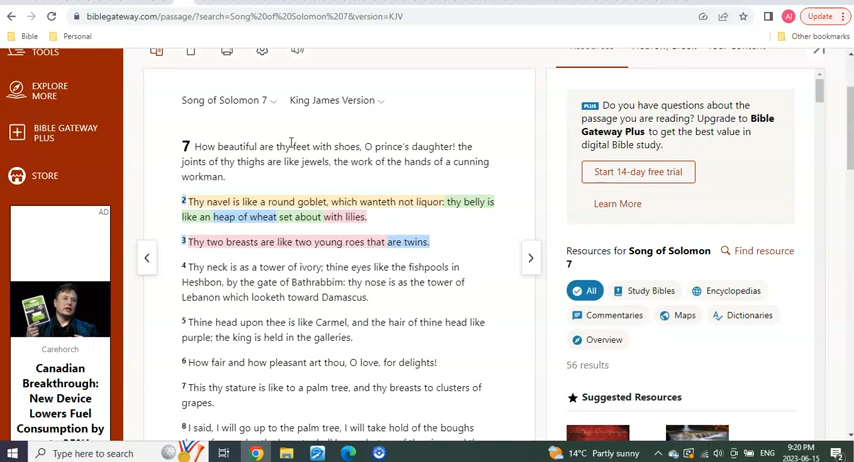 biblegateway.com/passage/?search=Song%20of%20Solomon%207&version=KJV
AI
Update
Bible
Personal
Other bookmarks
TOOLS
EXPLORE
MORE
BIBLE GATEWAY
PLUS
STORE
AD
Carehorch
Canadian
Breakthrough:
New Device
Lowers Fuel
Consumption by
Song of Solomon 7
King James Version
7 How beautiful are thy feet with shoes, O prince's daughter! the
joints of thy thighs are like jewels, the work of the hands of a cunning
workman.
2 Thy navel is like a round goblet, which wanteth not liquor: thy belly is
like an heap of wheat set about with lilies.
3 Thy two breasts are like two young roes that are twins.
4 Thy neck is as a tower of ivory; thine eyes like the fishpools in
Heshbon, by the gate of Bathrabbim: thy nose is as the tower of
Lebanon which looketh toward Damascus.
5 Thine head upon thee is like Carmel, and the hair of thine head like
purple; the king is held in the galleries.
6 How fair and how pleasant art thou, O love, for delights!
7 This thy stature is like to a palm tree, and thy breasts to clusters of
grapes.
8 I said, I will go up to the palm tree, I will take hold of the boughs
PLUS Do you have questions about the
passage you are reading? Upgrade to Bible
Gateway Plus to get the best value in
digital Bible study.
Start 14-day free trial
Learn More
Resources for Song of Solomon
7
Find resource
All
Study Bibles
Encyclopedias
Commentaries
Maps
Dictionaries
Overview
56 results
Suggested Resources
Type here to search
14°C Partly sunny
ENG
9:20 PM
2023-06-15
2